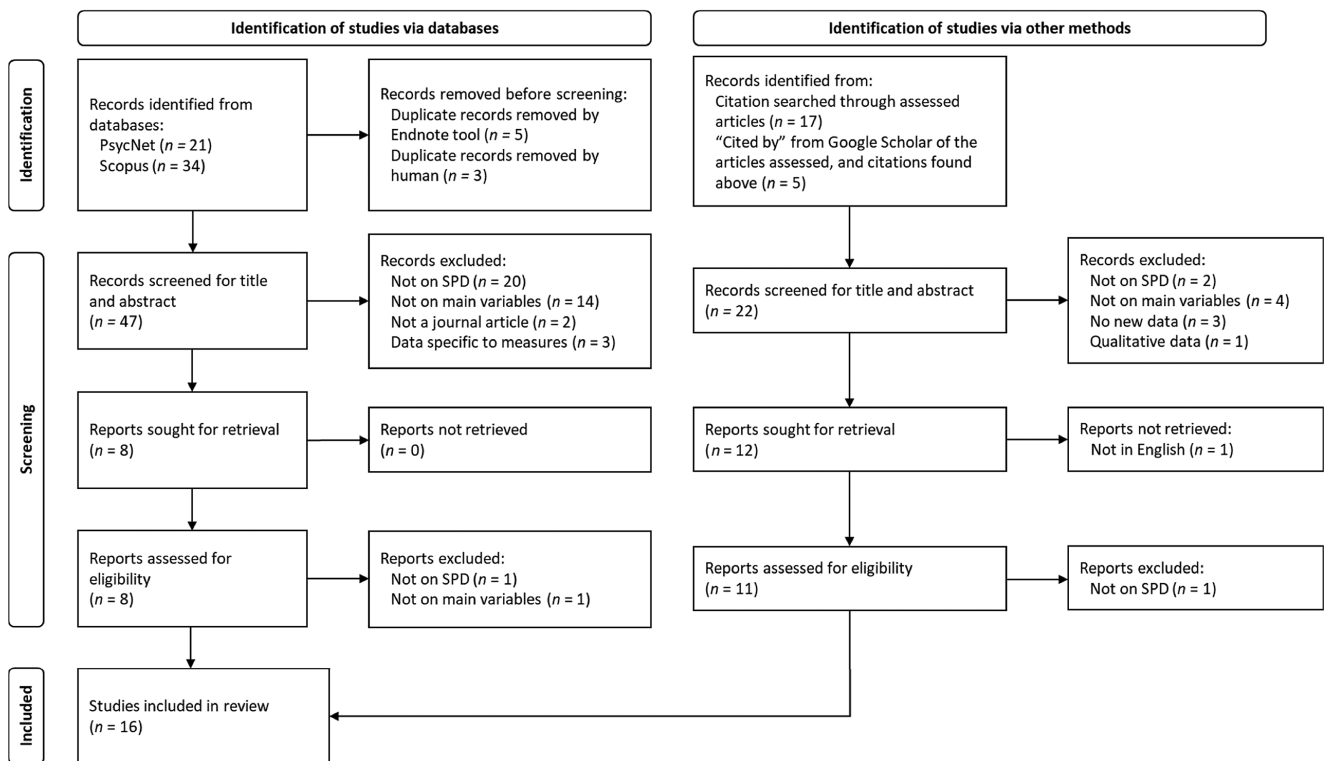 Identification of studies via databases
Identification of studies via other methods
Identification
Records identified from
databases:
PsycNet (n = 21)
Scopus (n = 34)
Records removed before screening:
Duplicate records removed by
Endnote tool (n = 5)
Duplicate records removed by
human (n = 3)
Records identified from:
Citation searched through assessed
articles (n = 17)
“Cited by” from Google Scholar of the
articles assessed, and citations found
above (n = 5)
Screening
Records screened for title
and abstract
(n = 47)
Records excluded:
Not on SPD (n = 20)
Not on main variables (n = 14)
Not a journal article (n = 2)
Data specific to measures (n = 3)
Records screened for title and abstract
(n = 22)
Records excluded:
Not on SPD (n = 2)
Not on main variables (n = 4)
No new data (n = 3)
Qualitative data (n = 1)
Reports sought for retrieval
(n = 8)
Reports not retrieved
(n = 0)
Reports sought for retrieval
(n = 12)
Reports not retrieved:
Not in English (n = 1)
Reports assessed for
eligibility
(n = 8)
Reports excluded:
Not on SPD (n = 1)
Not on main variables (n = 1)
Reports assessed for eligibility
(n = 11)
Reports excluded:
Not on SPD (n = 1)
Included
Studies included in review
(n = 16)